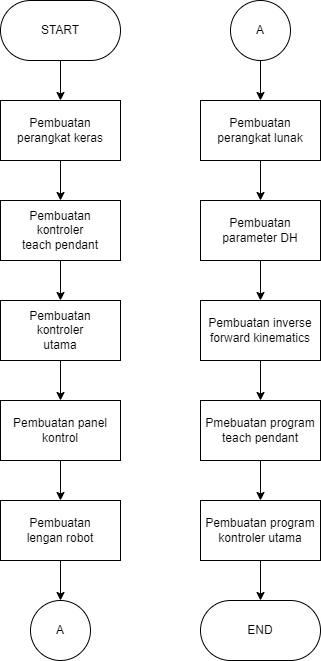 START
Pembuatan
perangkat keras
Pembuatan
kontroler
teach pendant
Pembuatan
kontroler
utama
Pembuatan panel
kontrol
Pembuatan
lengan robot
A
A
Pembuatan
perangkat lunak
Pembuatan
parameter DH
Pembuatan inverse
forward kinematics
Pmebuatan program
teach pendant
Pembuatan program
kontroler utama
END